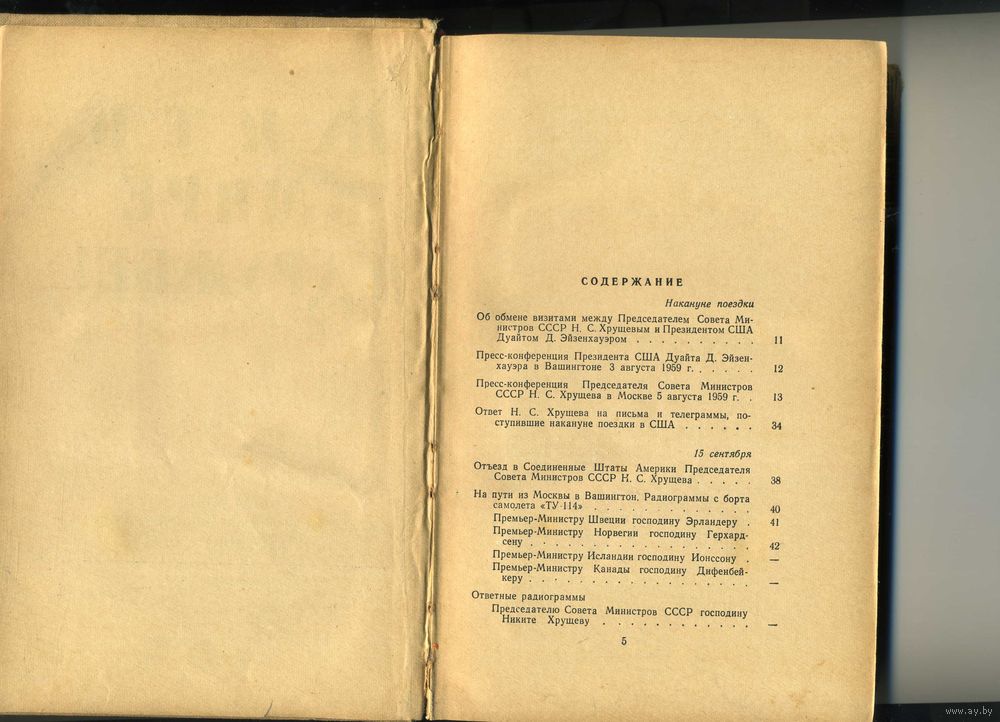 СОДЕРЖАНИЕ
Накануне поездки
Об обмене визитами между Председателем Совета Ми-
нистров СССР Н. С. Хрущевым и Президентом США
Дуайтом Д. Эйзенхауэром . . . . . . . . . . 11
Пресс-конференция Президента США Дуайта Д. Эйзен-
хауэра в Вашингтоне 3 августа 1959 г. . . . . . 12
Пресс-конференция Председателя Совета Министров
СССР Н. С. Хрущева в Москве 5 августа 1959 г. . 13
Ответ Н. С. Хрущева на письма и телеграммы, по-
ступившие накануне поездки в США . . . . . . 34
15 сентября
Отъезд в Соединенные Штаты Америки Председателя
Совета Министров СССР Н. С. Хрущева . . . . . 38
На пути из Москвы в Вашингтон. Радиограммы с борта
самолета «ТУ-114» . . . . . . . . . . . . . 40
Премьер-Министру Швеции господину Эрландеру . 41
Премьер-Министру Норвегии господину Герхард-
сену . . . . . . . . . . . . . . . . . . 42
Премьер-Министру Исландии господину Ионссону . —
Премьер-Министру Канады господину Дифенбей-
керу . . . . . . . . . . . . . . . . . . —
Ответные радиограммы
Председателю Совета Министров СССР господину
Никите Хрущеву . . . . . . . . . . . . —
5
www.ay.by